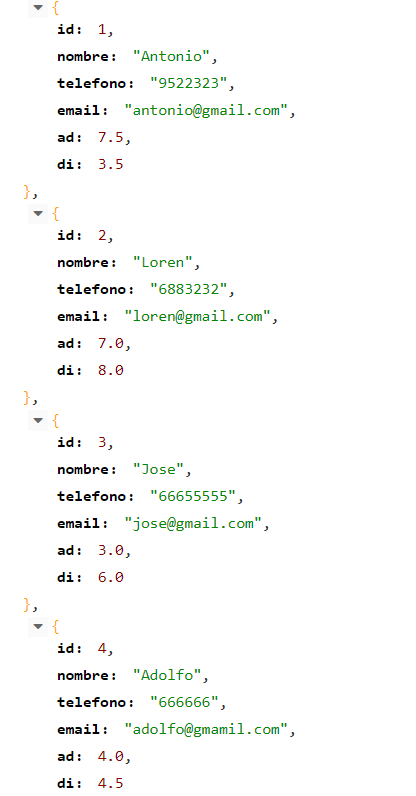 {
id: 1,
nombre: "Antonio",
telefono: "9522323",
email: "antonio@gmail.com",
ad: 7.5,
di: 3.5
},
{
id: 2,
nombre: "Loren",
telefono: "6883232",
email: "loren@gmail.com",
ad: 7.0,
di: 8.0
},
{
id: 3,
nombre: "Jose",
telefono: "66655555",
email: "jose@gmail.com",
ad: 3.0,
di: 6.0
},
{
id: 4,
nombre: "Adolfo",
telefono: "666666",
email: "adolfo@gmamil.com",
ad: 4.0,
di: 4.5